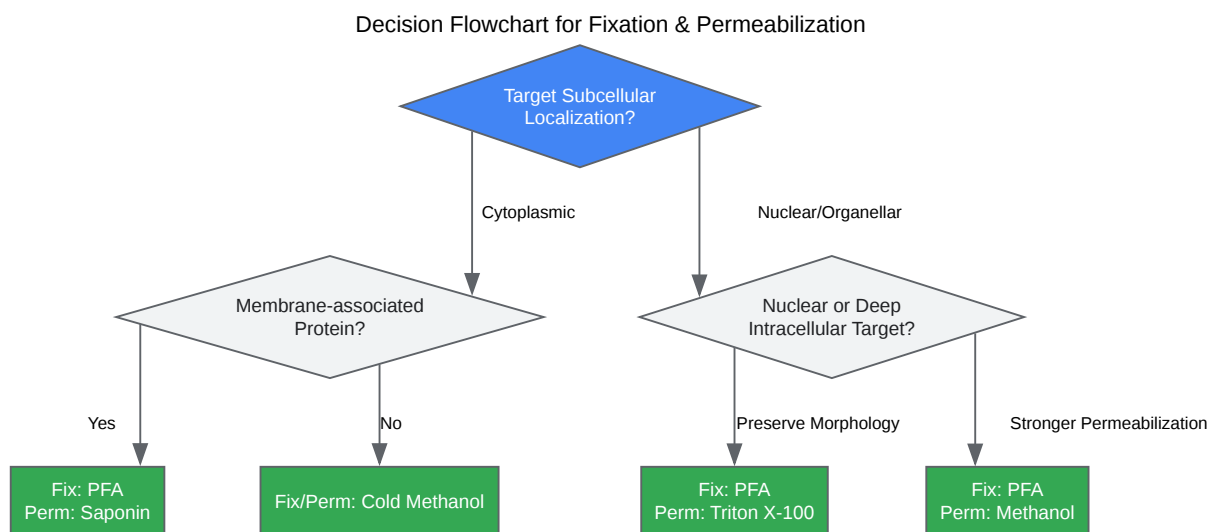 Decision Flowchart for Fixation & Permeabilization
Target Subcellular
Localization?
Cytoplasmic
Nuclear/Organellar
Membrane-associated
Protein?
Nuclear or Deep
Intracellular Target?
Yes
No
Preserve Morphology
Stronger Permeabilization
Fix: PFA
Perm: Saponin
Fix/Perm: Cold Methanol
Fix: PFA
Perm: Triton X-100
Fix: PFA
Perm: Methanol